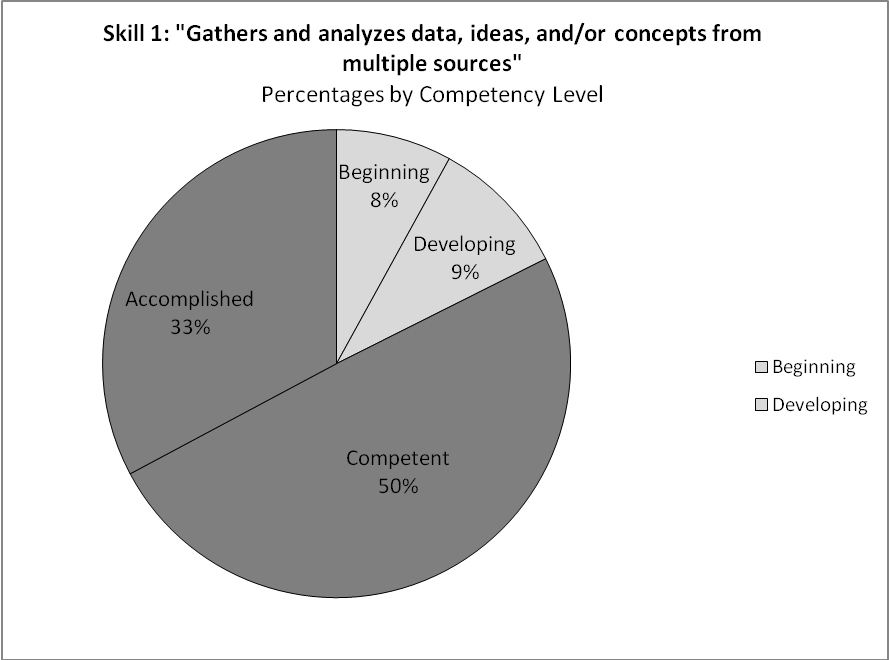 Skill 1: "Gathers and analyzes data, ideas, and/or concepts from
multiple sources"
Percentages by Competency Level
Beginning
8%
Developing
9%
Accomplished
33%
Competent
50%
Beginning
Developing